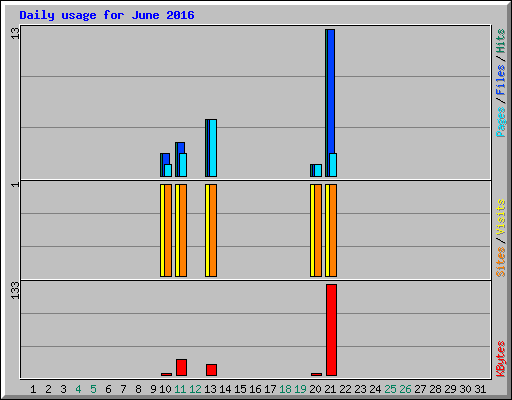 Daily usage for June 2016
13
Pages / Files / Hits
1
Sites / Visits
133
KBytes
1 2 3 4 5 6 7 8 9 10 11 12 13 14 15 16 17 18 19 20 21 22 23 24 25 26 27 28 29 30 31